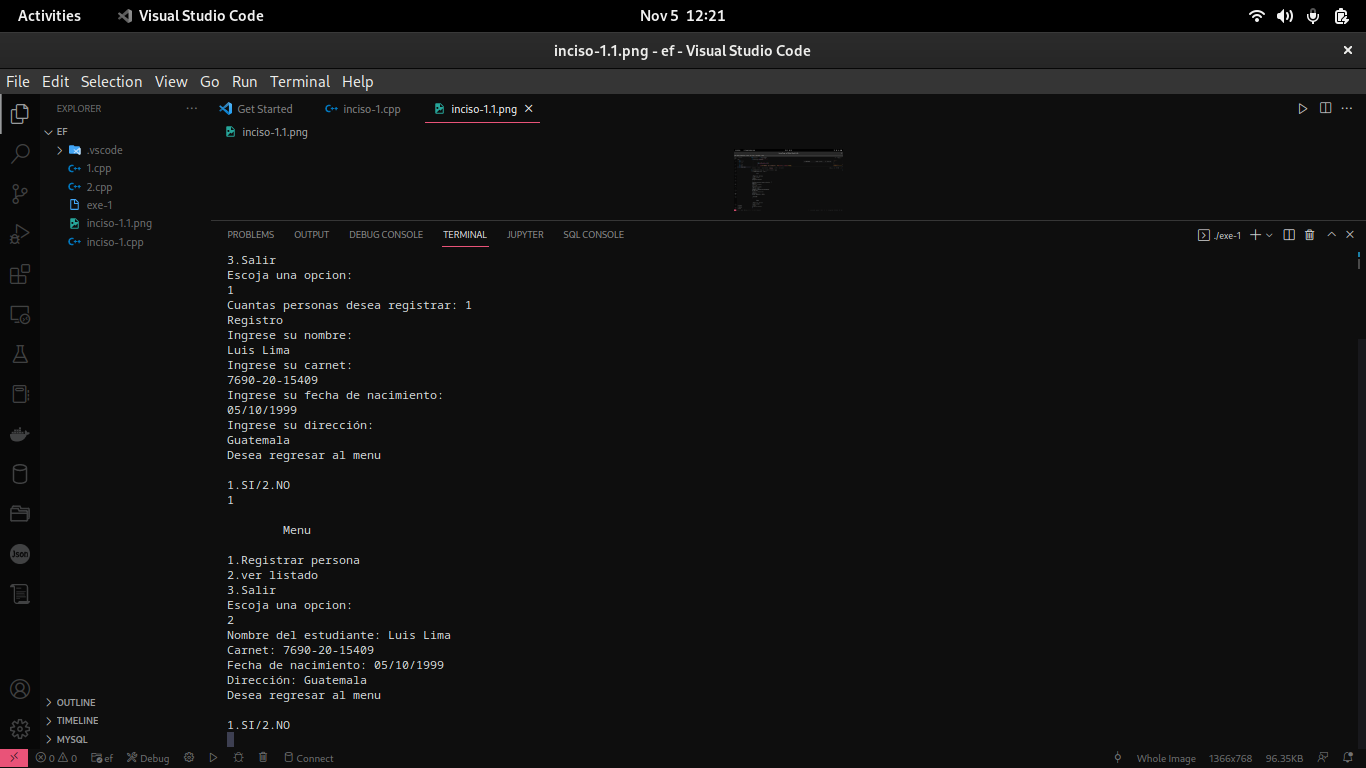 Activities
Visual Studio Code
Nov 5 12:21
inciso-1.1.png - ef - Visual Studio Code
File Edit Selection View Go Run Terminal Help
EXPLORER
EF
.vscode
1.cpp
2.cpp
exe-1
inciso-1.1.png
inciso-1.cpp
OUTLINE
TIMELINE
MYSQL
Json
Get Started
inciso-1.cpp
inciso-1.1.png
inciso-1.1.png
PROBLEMS OUTPUT DEBUG CONSOLE TERMINAL JUPYTER SQL CONSOLE
./exe-1
3.Salir
Escoja una opcion:
1
Cuantas personas desea registrar: 1
Registro
Ingrese su nombre:
Luis Lima
Ingrese su carnet:
7690-20-15409
Ingrese su fecha de nacimiento:
05/10/1999
Ingrese su dirección:
Guatemala
Desea regresar al menu
1.SI/2.NO
1
Menu
1.Registrar persona
2.ver listado
3.Salir
Escoja una opcion:
2
Nombre del estudiante: Luis Lima
Carnet: 7690-20-15409
Fecha de nacimiento: 05/10/1999
Dirección: Guatemala
Desea regresar al menu
1.SI/2.NO
0 0 ef Debug Connect Whole Image 1366x768 96.35KB